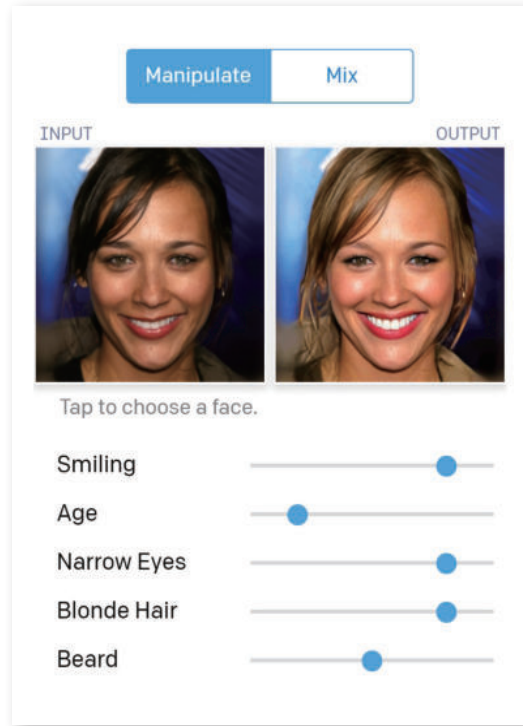 Manipulate Mix
INPUT OUTPUT
Tap to choose a face.
Smiling
Age
Narrow Eyes
Blonde Hair
Beard